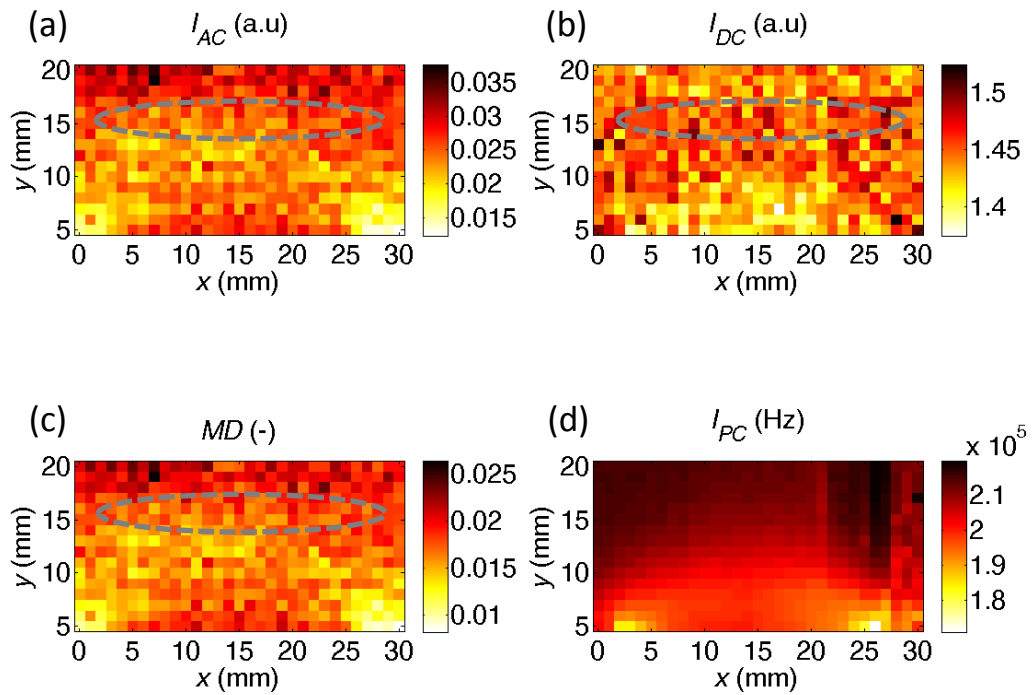 (a)
I_AC (a.u)
20
15
10
5
y (mm)
0 5 10 15 20 25 30
x (mm)
0.035
0.03
0.025
0.02
0.015
(b)
I_DC (a.u)
20
15
10
5
y (mm)
0 5 10 15 20 25 30
x (mm)
1.5
1.45
1.4
(c)
MD (-)
20
15
10
5
y (mm)
0 5 10 15 20 25 30
x (mm)
0.025
0.02
0.015
0.01
(d)
I_PC (Hz)
20
15
10
5
y (mm)
0 5 10 15 20 25 30
x (mm)
x 10^5
2.1
2
1.9
1.8